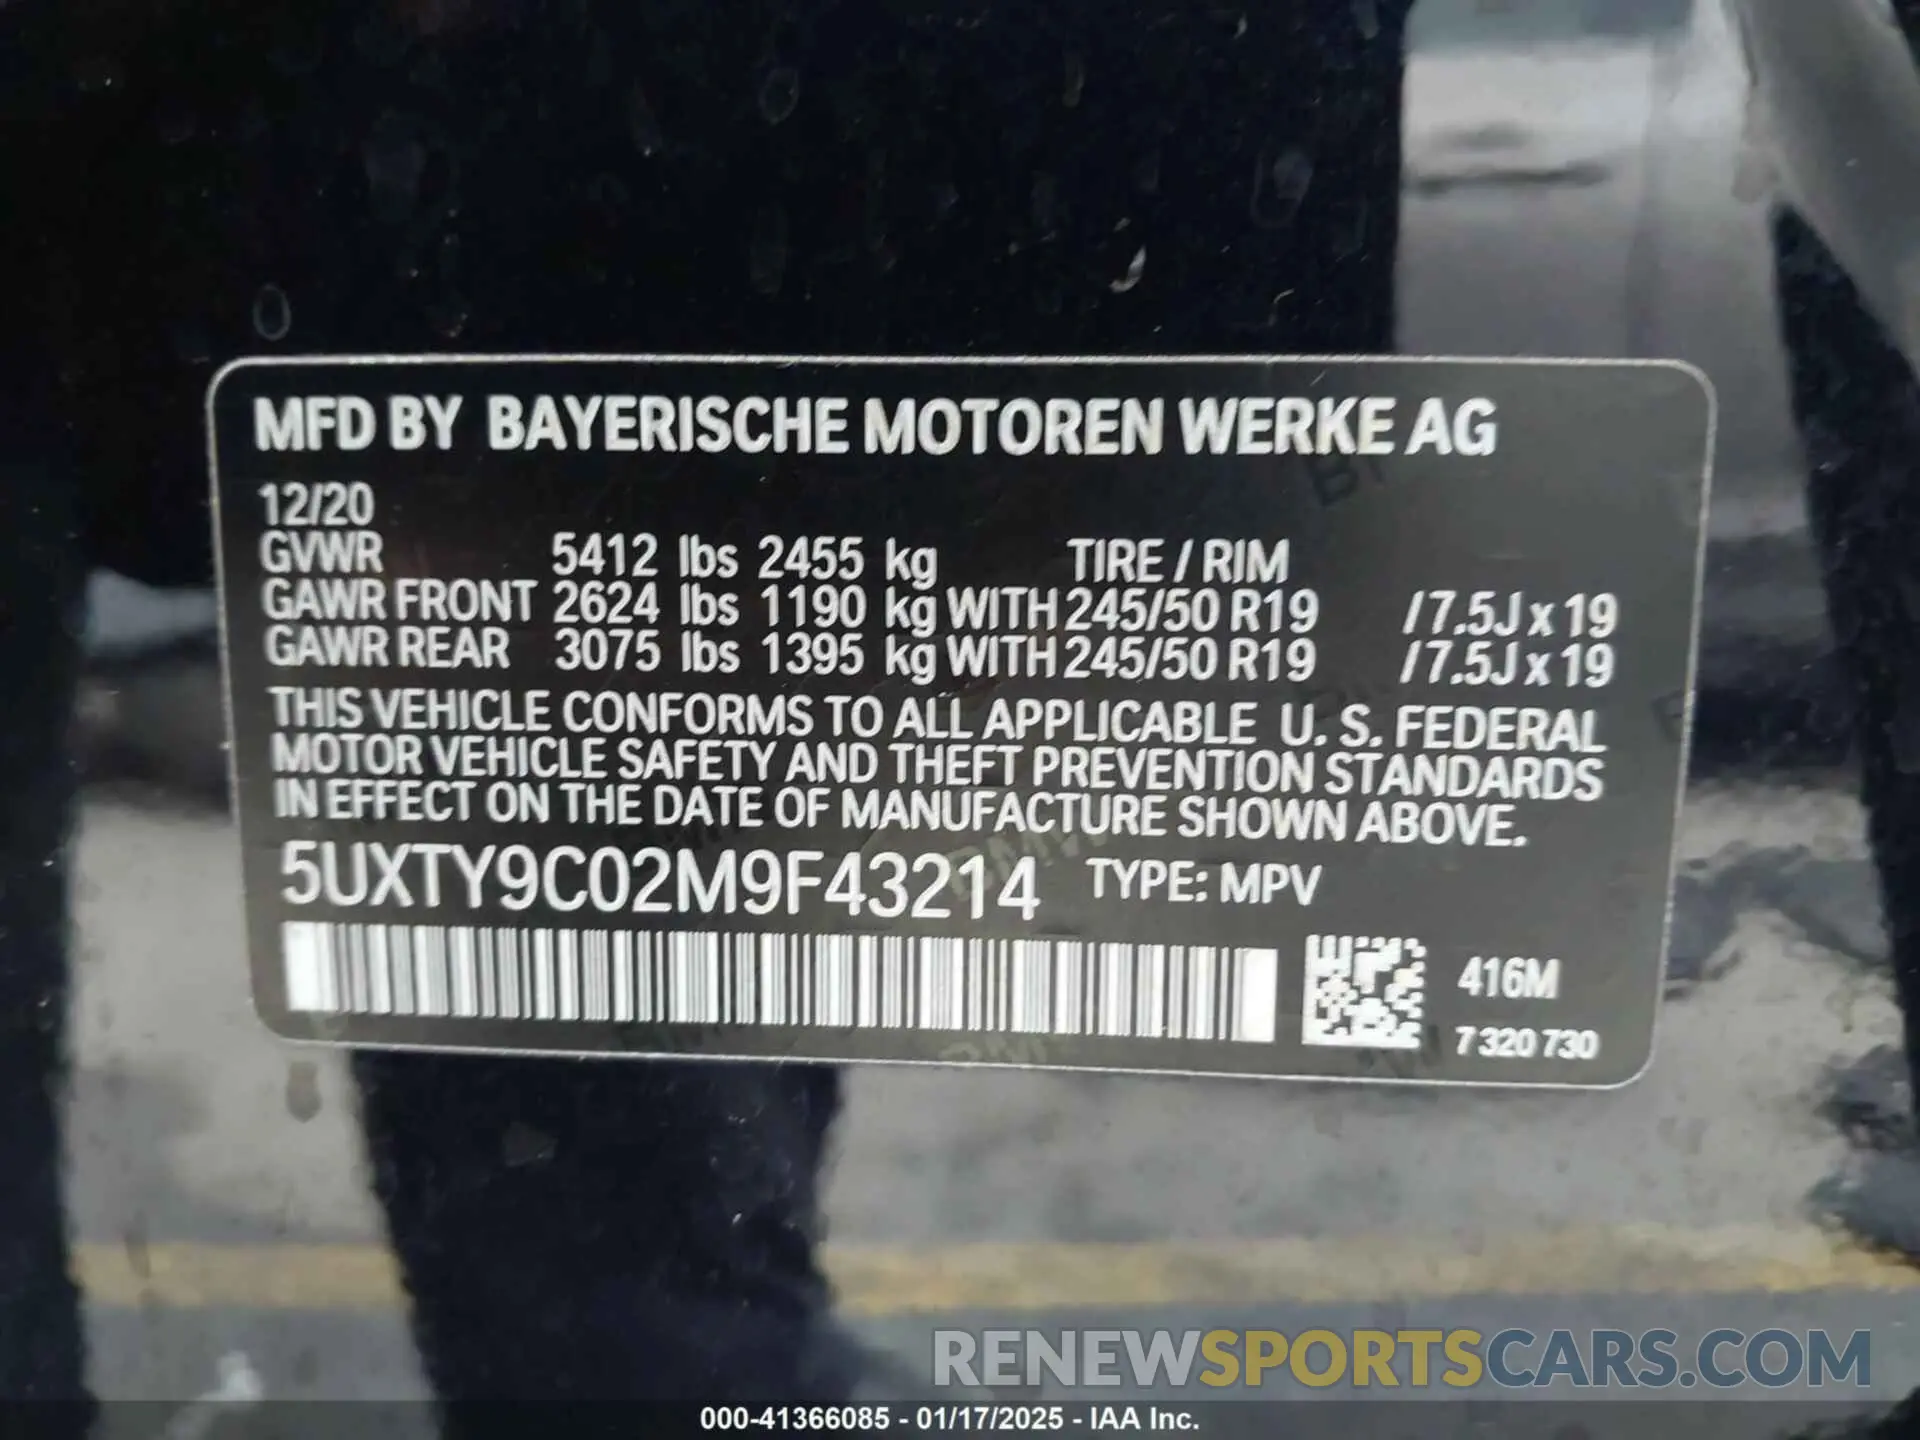 MFD BY BAYERISCHE MOTOREN WERKE AG
12/20
GVWR 5412 lbs 2455 kg TIRE / RIM
GAWR FRONT 2624 lbs 1190 kg WITH 245/50 R19 /7.5J x 19
GAWR REAR 3075 lbs 1395 kg WITH 245/50 R19 /7.5J x 19
THIS VEHICLE CONFORMS TO ALL APPLICABLE U. S. FEDERAL
MOTOR VEHICLE SAFETY AND THEFT PREVENTION STANDARDS
IN EFFECT ON THE DATE OF MANUFACTURE SHOWN ABOVE.
5UXTY9C02M9F43214 TYPE: MPV
416M
7 320 730
RENEWSPORTSCARS.COM
000-41366085 - 01/17/2025 - IAA Inc.